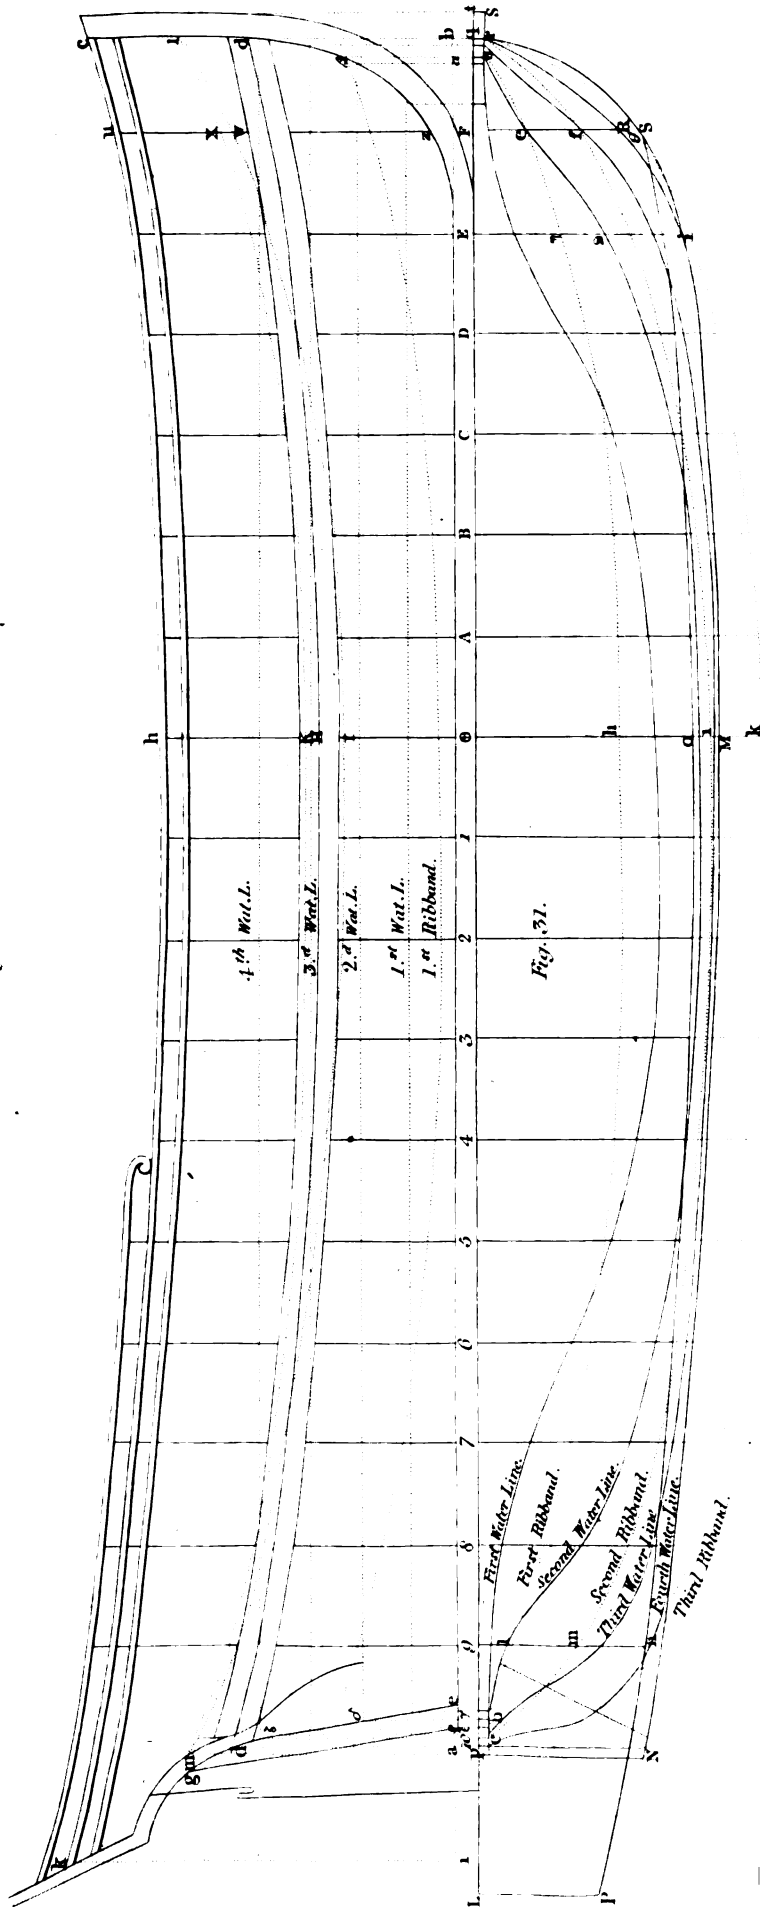 4.th Wat. L.
3.d Wat. L.
2.d Wat. L.
1.st Wat. L.
1.st Ribband.
Fig. 31.
First Water Line.
First Ribband.
Second Water Line.
Second Ribband.
Third Water Line
Fourth Water Line.
Third Ribband.
F
E
D
C
B
A
1
2
3
4
5
6
7
8
9
c
d
u
X
h
h
k
M
N
L
P
k
g m
d
a
e
b
S
R
S
l
m
n